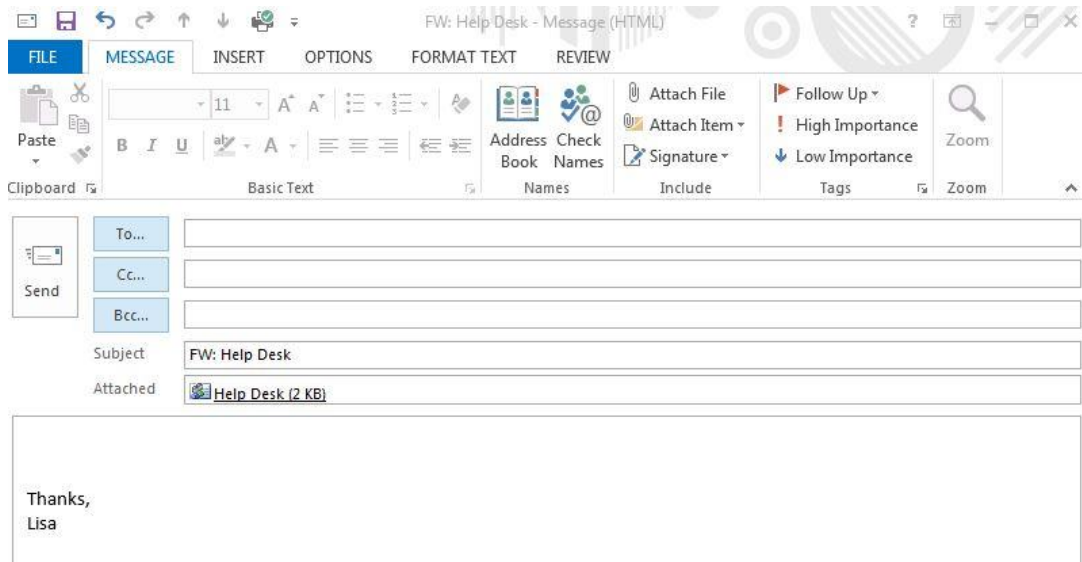 FW: Help Desk - Message (HTML)
FILE MESSAGE INSERT OPTIONS FORMAT TEXT REVIEW
Paste
11
B I U
Address Book
Check Names
Attach File
Attach Item
Signature
Follow Up
High Importance
Low Importance
Zoom
Clipboard Basic Text Names Include Tags Zoom
Send
To...
Cc...
Bcc...
Subject FW: Help Desk
Attached Help Desk (2 KB)
Thanks,
Lisa